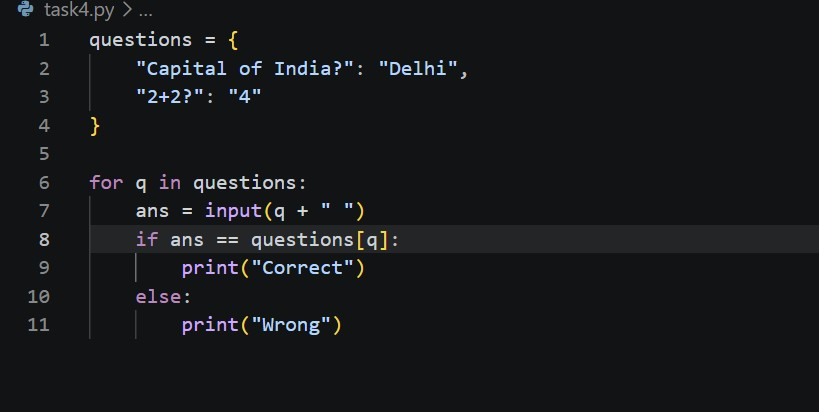 task4.py > ...
1 questions = {
2     "Capital of India?": "Delhi",
3     "2+2?": "4"
4 }
5
6 for q in questions:
7     ans = input(q + " ")
8     if ans == questions[q]:
9         print("Correct")
10     else:
11         print("Wrong")